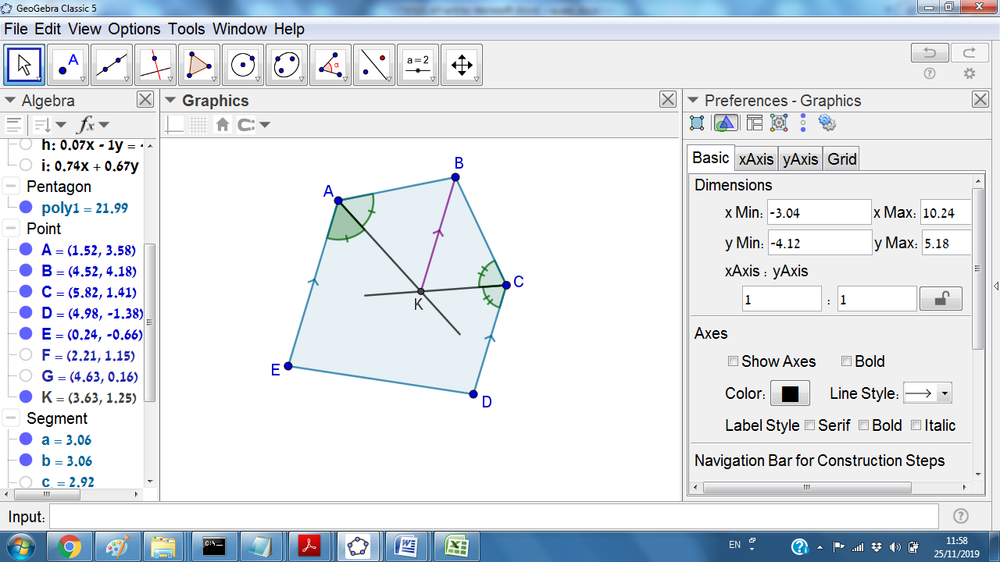 GeoGebra Classic 5
File Edit View Options Tools Window Help
A
α
a = 2
Algebra
Graphics
Preferences - Graphics
fx
h: 0.07x - 1y = -
i: 0.74x + 0.67y
Pentagon
poly1 = 21.99
Point
A = (1.52, 3.58)
B = (4.52, 4.18)
C = (5.82, 1.41)
D = (4.98, -1.38)
E = (0.24, -0.66)
F = (2.21, 1.15)
G = (4.63, 0.16)
K = (3.63, 1.25)
Segment
a = 3.06
b = 3.06
c = 2.92
B
A
C
K
E
D
Basic xAxis yAxis Grid
Dimensions
x Min: -3.04 x Max: 10.24
y Min: -4.12 y Max: 5.18
xAxis : yAxis
1 : 1
Axes
Show Axes Bold
Color: Line Style:
Label Style Serif Bold Italic
Navigation Bar for Construction Steps
Input:
EN
11:58
25/11/2019